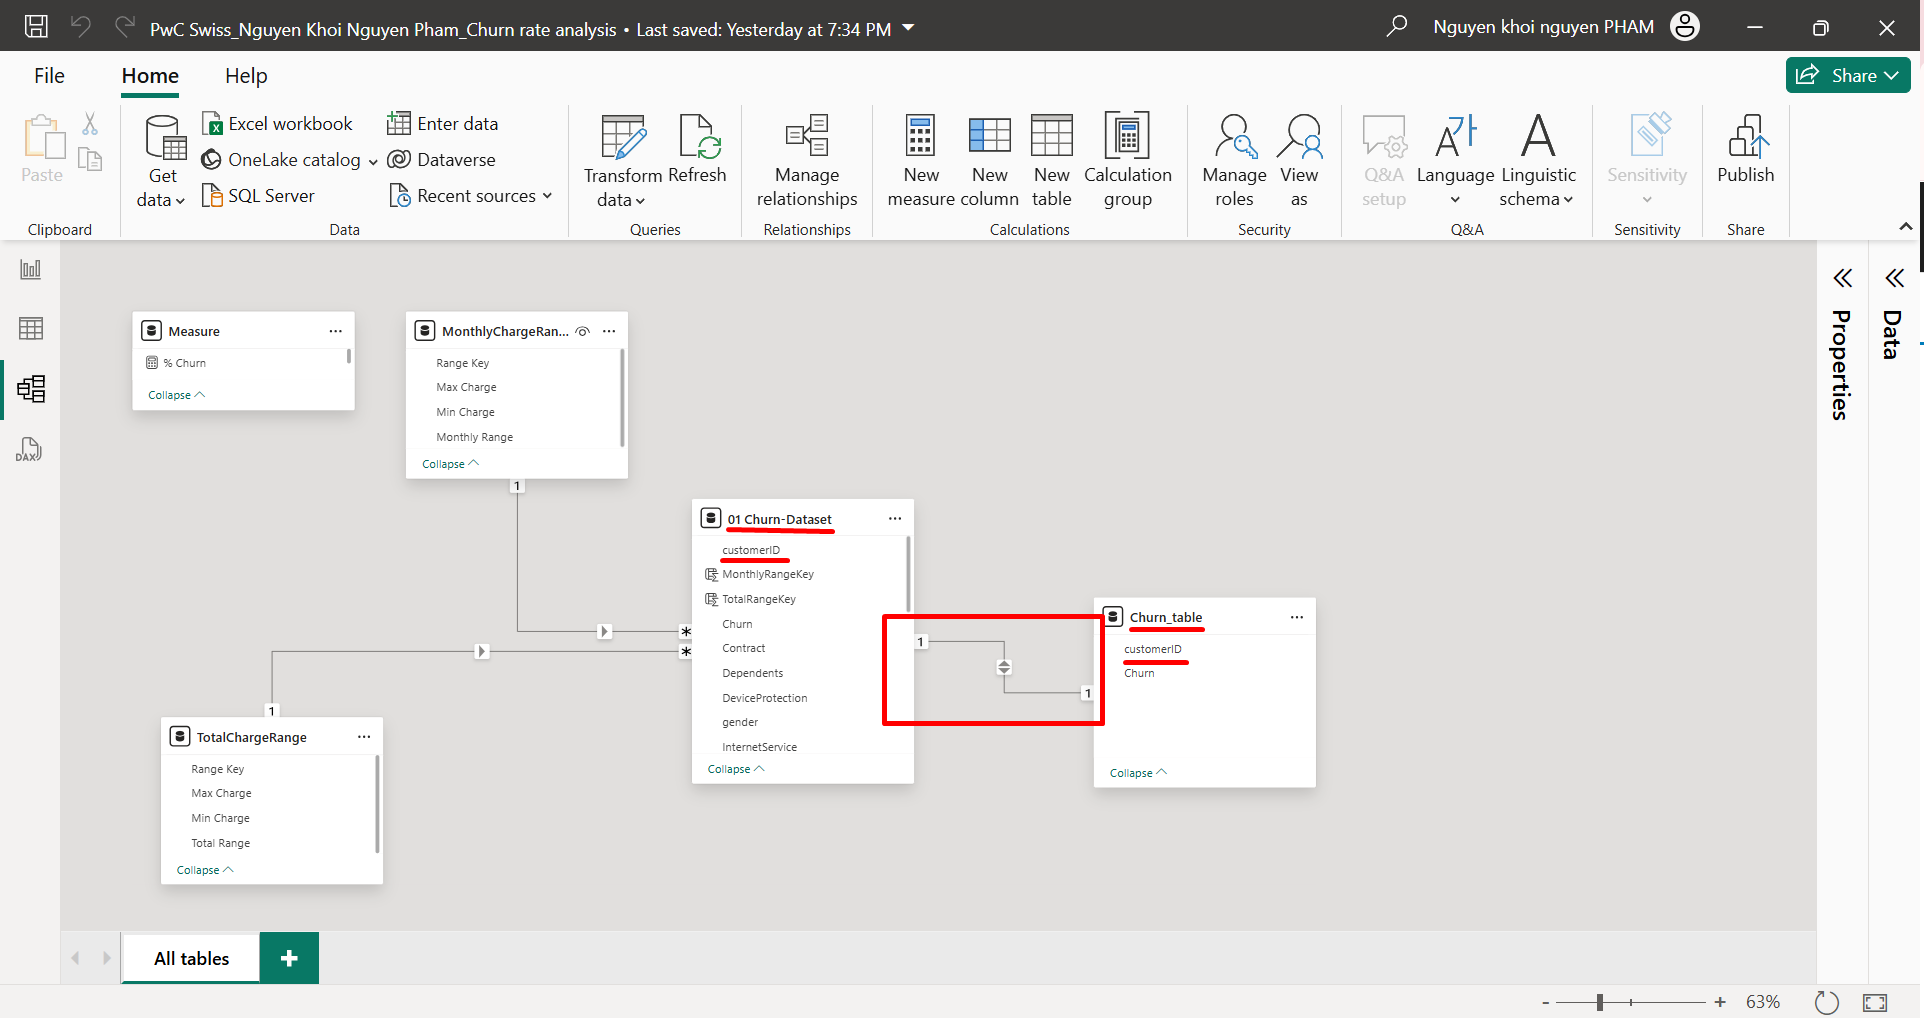 PwC Swiss_Nguyen Khoi Nguyen Pham_Churn rate analysis • Last saved: Yesterday at 7:34 PM
Nguyen khoi nguyen PHAM
File
Home
Help
Share
Paste
Clipboard
Get data
Excel workbook
OneLake catalog
SQL Server
Enter data
Dataverse
Recent sources
Data
Transform data
Refresh
Queries
Manage relationships
Relationships
New measure
New column
New table
Calculation group
Calculations
Manage roles
View as
Security
Q&A setup
Language
Linguistic schema
Q&A
Sensitivity
Sensitivity
Publish
Share
DAX
Measure
% Churn
Collapse
MonthlyChargeRan...
Range Key
Max Charge
Min Charge
Monthly Range
Collapse
1
*
*
1
TotalChargeRange
Range Key
Max Charge
Min Charge
Total Range
Collapse
01 Churn-Dataset
customerID
MonthlyRangeKey
TotalRangeKey
Churn
Contract
Dependents
DeviceProtection
gender
InternetService
Collapse
1
1
Churn_table
customerID
Churn
Collapse
Properties
Data
All tables
+
- + 63%